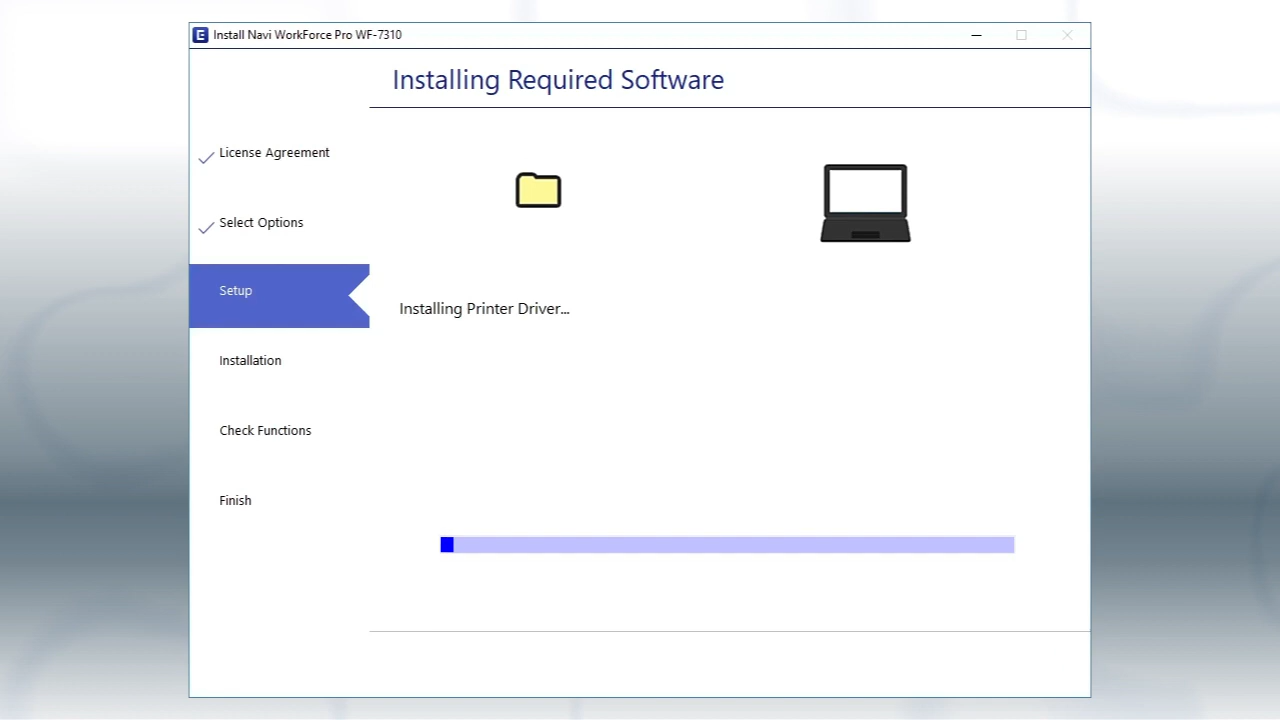 E Install Navi WorkForce Pro WF-7310
Installing Required Software
License Agreement
Select Options
Setup
Installing Printer Driver...
Installation
Check Functions
Finish